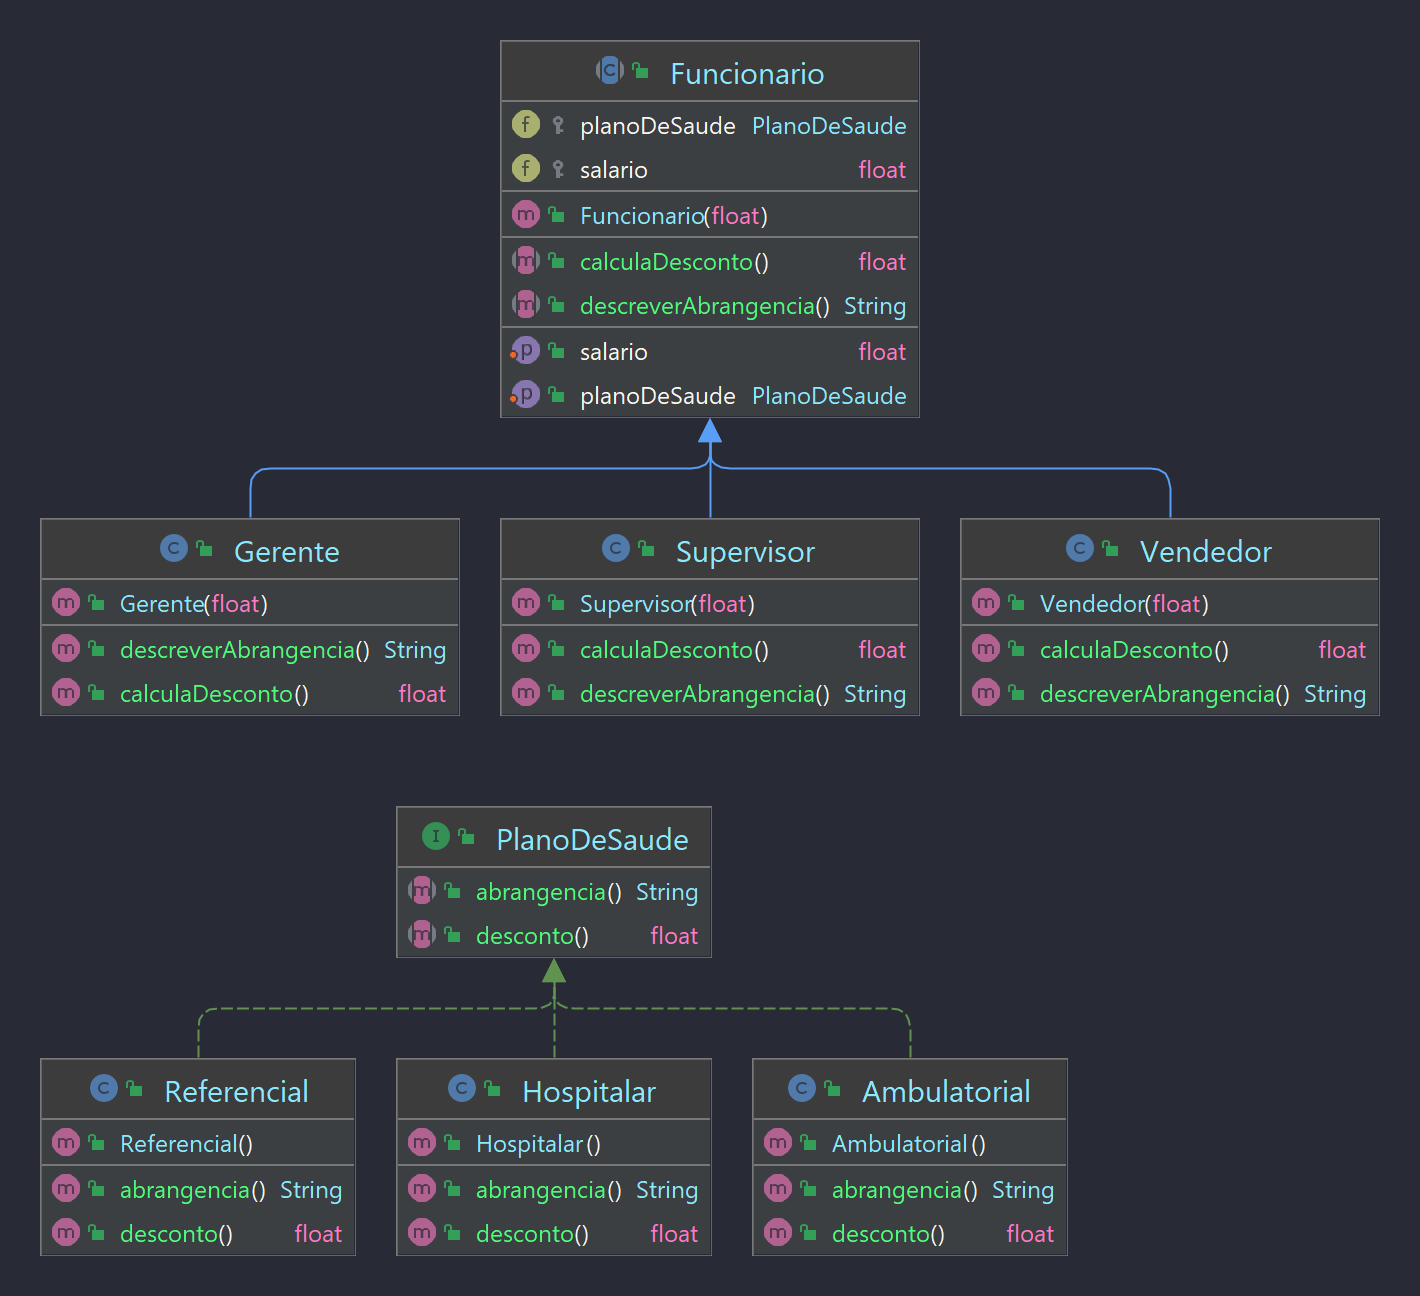 Funcionario
planoDeSaude PlanoDeSaude
salario float
Funcionario(float)
calculaDesconto() float
descreverAbrangencia() String
salario float
planoDeSaude PlanoDeSaude
Gerente
Gerente(float)
descreverAbrangencia() String
calculaDesconto() float
Supervisor
Supervisor(float)
calculaDesconto() float
descreverAbrangencia() String
Vendedor
Vendedor(float)
calculaDesconto() float
descreverAbrangencia() String
PlanoDeSaude
abrangencia() String
desconto() float
Referencial
Referencial()
abrangencia() String
desconto() float
Hospitalar
Hospitalar()
abrangencia() String
desconto() float
Ambulatorial
Ambulatorial()
abrangencia() String
desconto() float